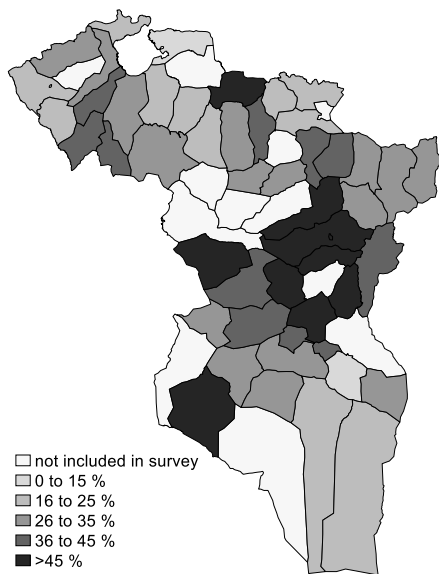 not included in survey
0 to 15 %
16 to 25 %
26 to 35 %
36 to 45 %
>45 %